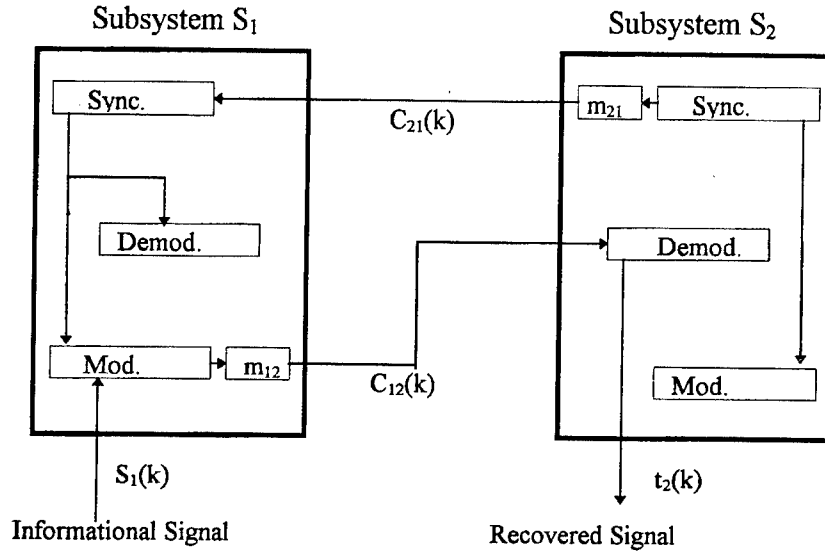 Subsystem S₁
Subsystem S₂
Sync.
m₂₁
Sync.
C₂₁(k)
Demod.
Demod.
Mod.
m₁₂
C₁₂(k)
Mod.
S₁(k)
t₂(k)
Informational Signal
Recovered Signal